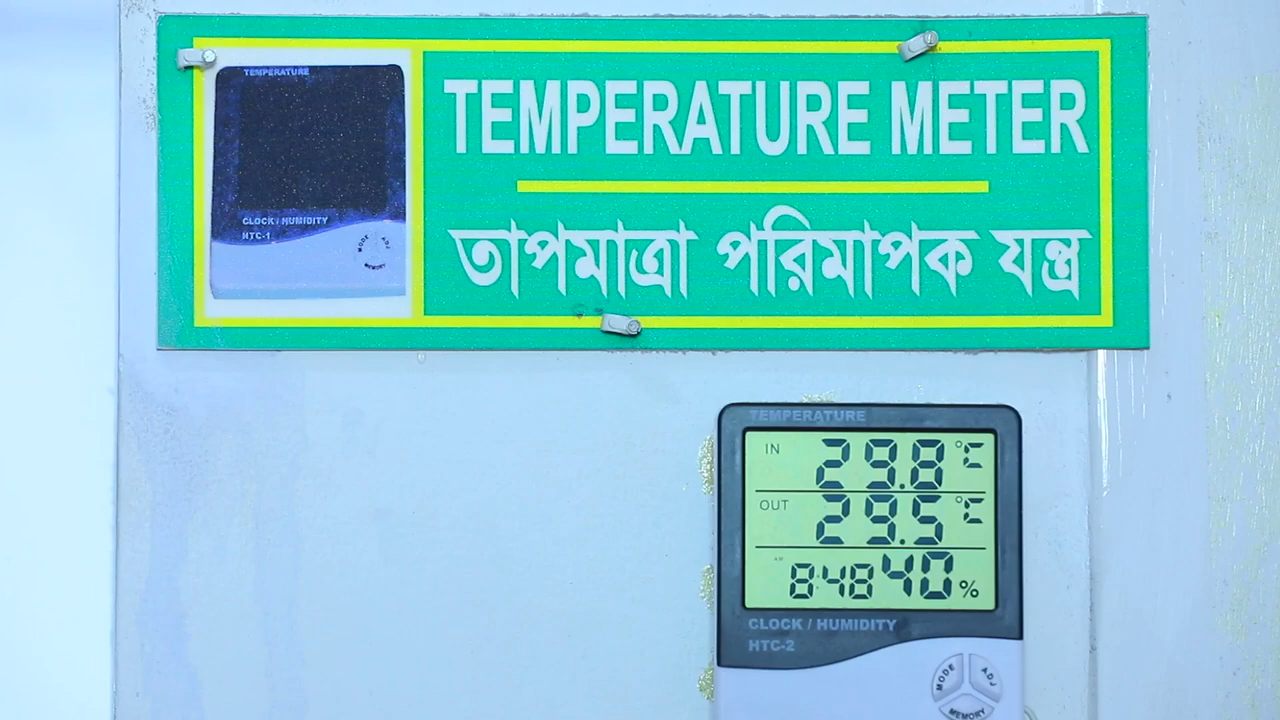 TEMPERATURE
CLOCK / HUMIDITY
HTC-1
MODE
ADJ
MEMORY
TEMPERATURE METER
তাপমাত্রা পরিমাপক যন্ত্র
TEMPERATURE
IN 29.8 °C
OUT 29.5 °C
AM 8:48 40 %
CLOCK / HUMIDITY
HTC-2
MODE
ADJ
MEMORY